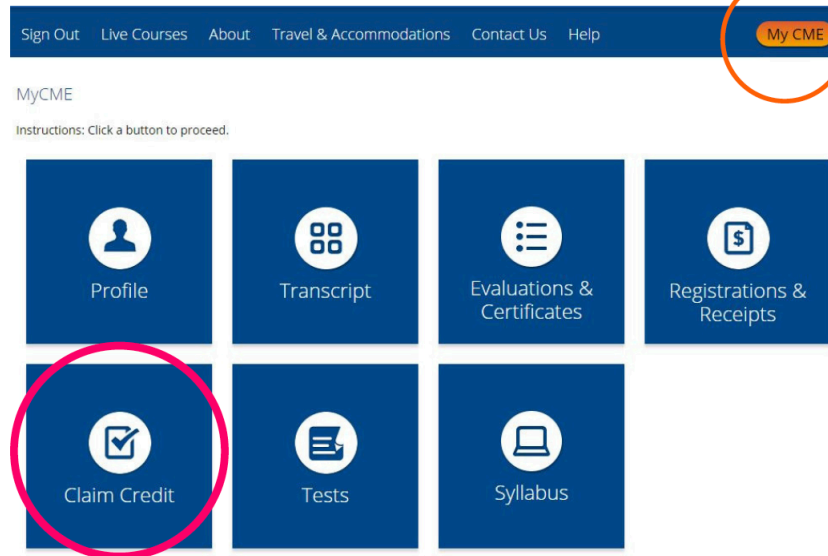 Sign Out Live Courses About Travel & Accommodations Contact Us Help My CME
MyCME
Instructions: Click a button to proceed.
Profile
Transcript
Evaluations &
Certificates
Registrations &
Receipts
Claim Credit
Tests
Syllabus